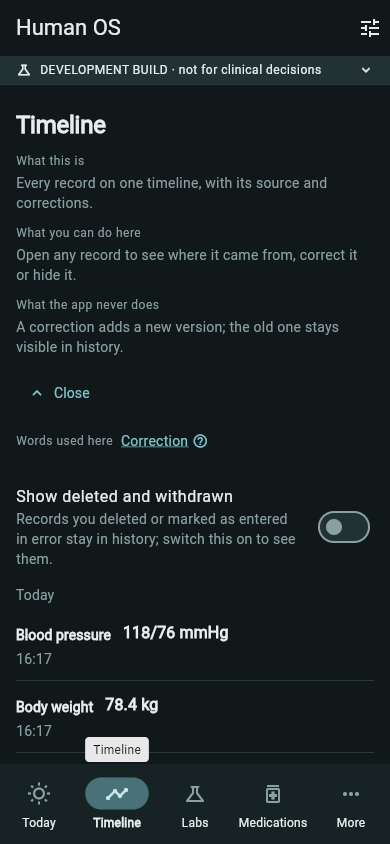 Human OS
DEVELOPMENT BUILD · not for clinical decisions
Timeline
What this is
Every record on one timeline, with its source and
corrections.
What you can do here
Open any record to see where it came from, correct it
or hide it.
What the app never does
A correction adds a new version; the old one stays
visible in history.
Close
Words used here Correction
Show deleted and withdrawn
Records you deleted or marked as entered
in error stay in history; switch this on to see
them.
Today
Blood pressure 118/76 mmHg
16:17
Body weight 78.4 kg
16:17
Timeline
Today Timeline Labs Medications More